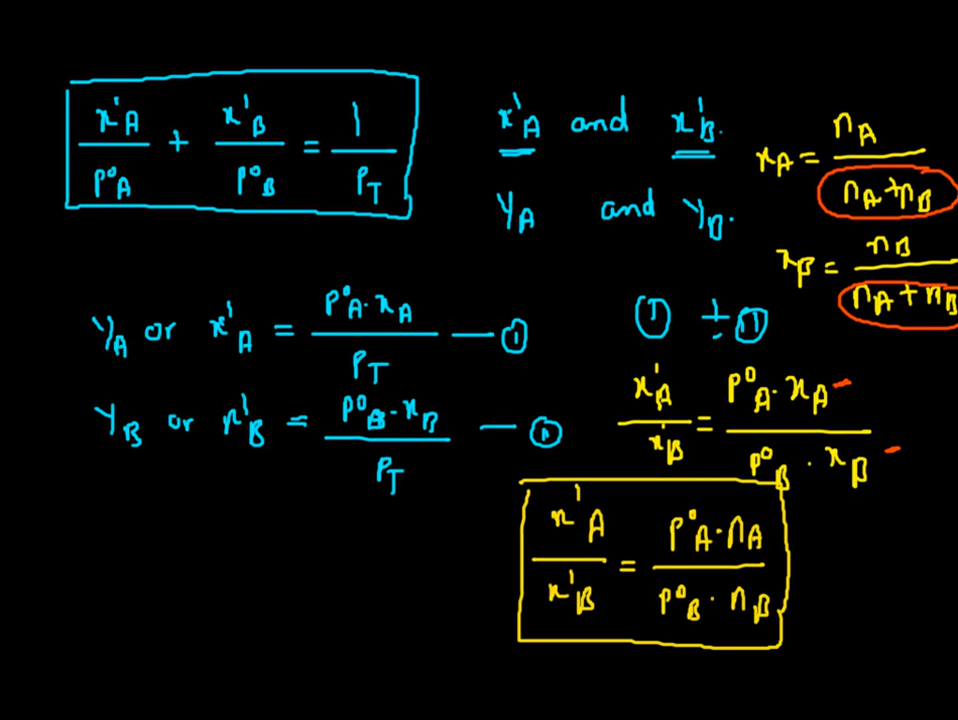 x'A / P°A + x'B / P°B = 1 / PT
x'A and x'B.
YA and YB.
xA = nA / nA + nB
xB = nB / nA + nB
YA or x'A = P°A · xA / PT — ①
YB or x'B = P°B · xB / PT — ②
① ÷ ②
x'A / x'B = P°A · xA / P°B · xB
x'A / x'B = P°A · nA / P°B · nB